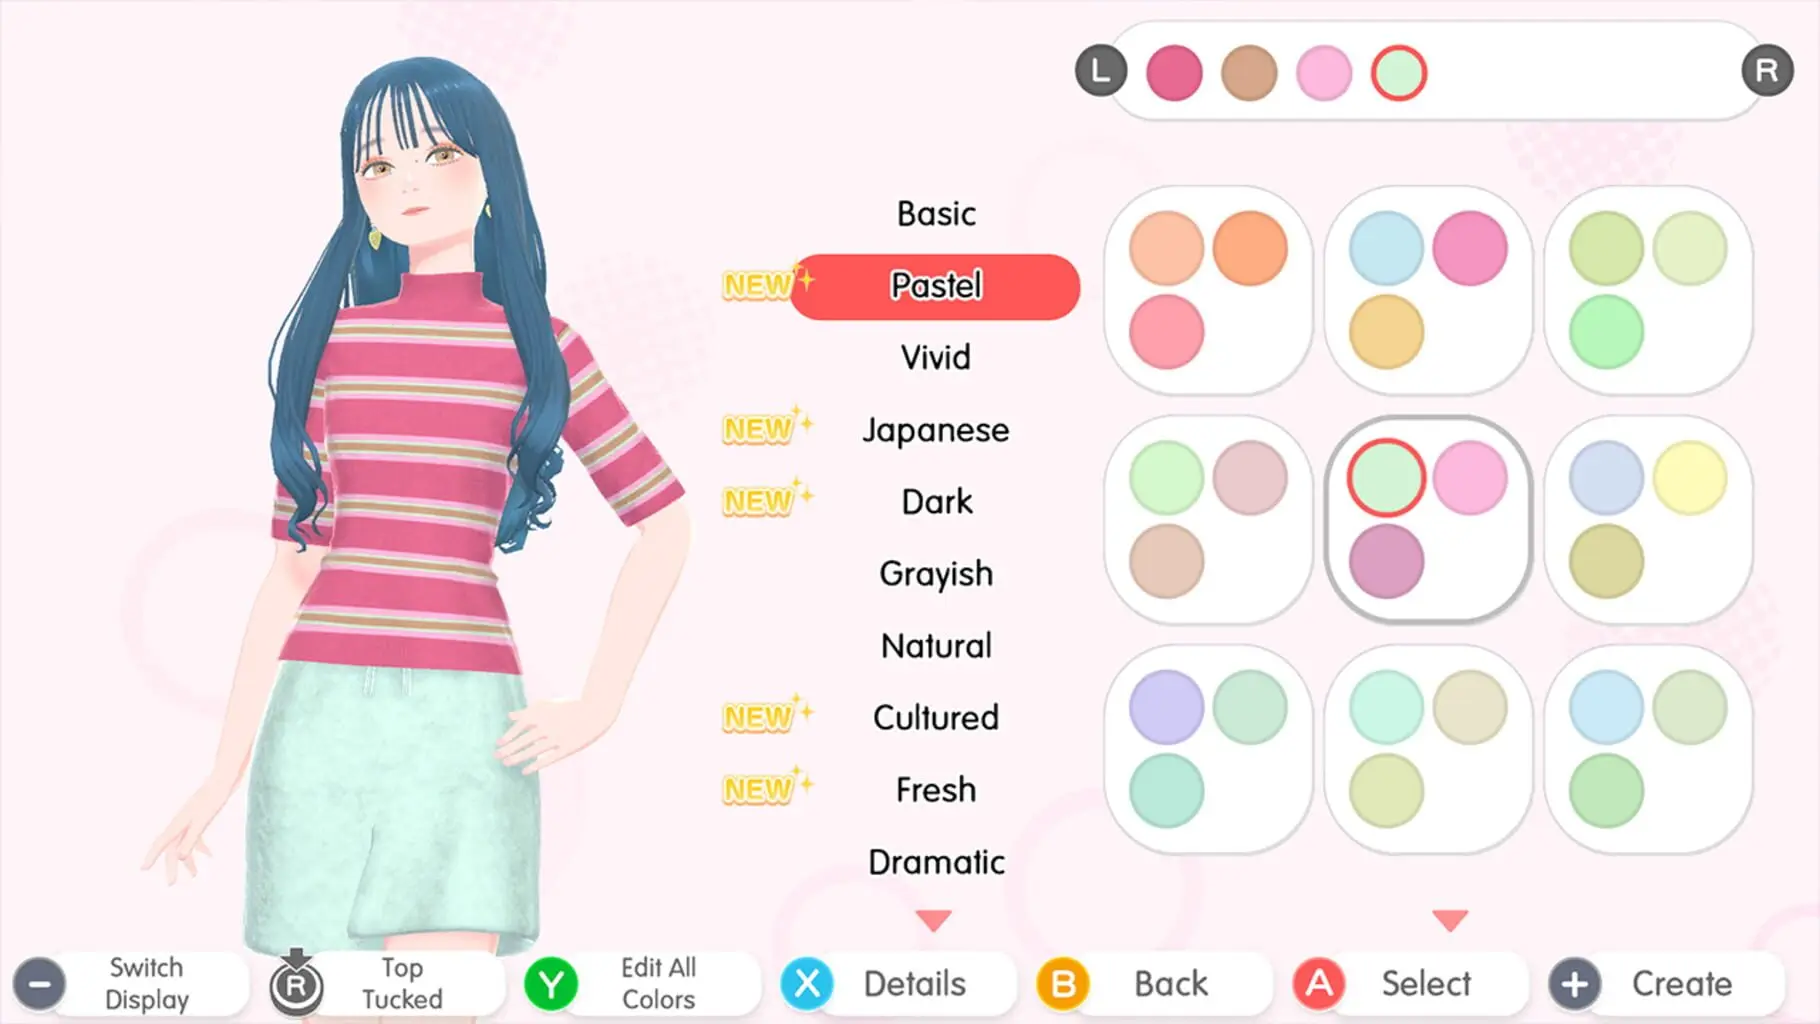 L
R
Basic
NEW Pastel
Vivid
NEW Japanese
NEW Dark
Grayish
Natural
NEW Cultured
NEW Fresh
Dramatic
Switch
Display
R
Top
Tucked
Y
Edit All
Colors
X Details
B Back
A Select
+ Create